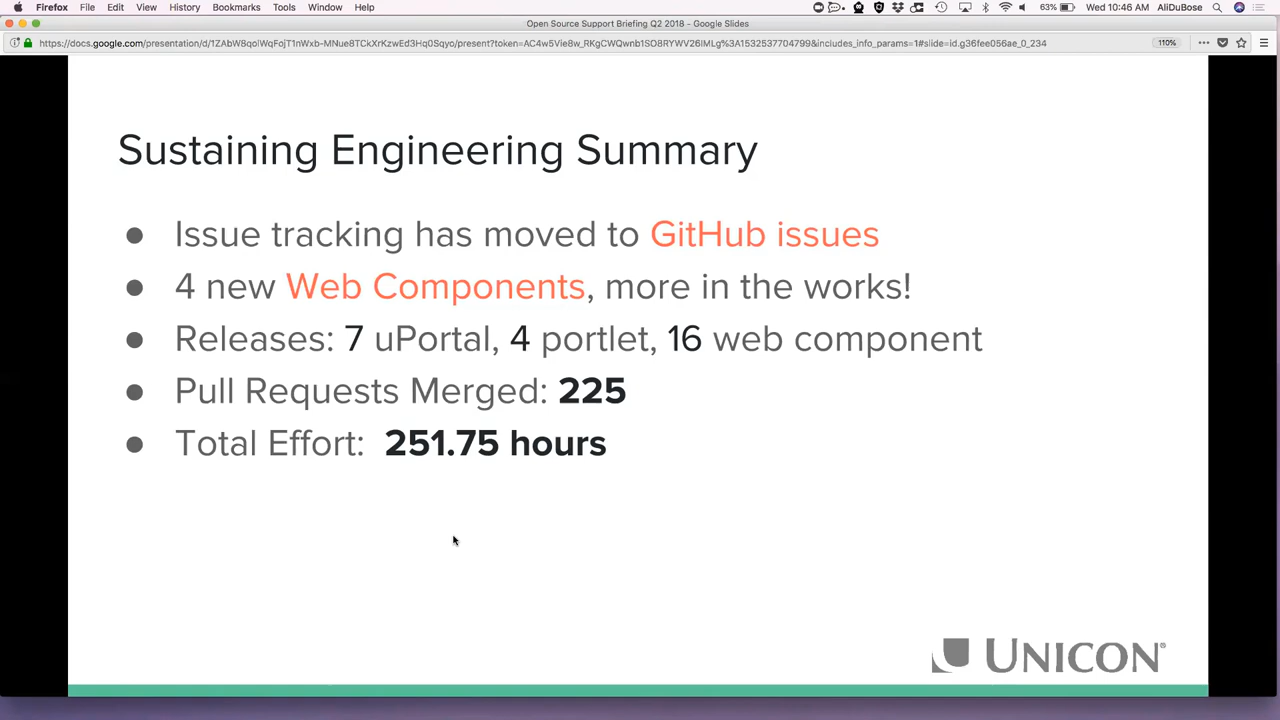 Firefox File Edit View History Bookmarks Tools Window Help 63% Wed 10:46 AM AliDuBose
Open Source Support Briefing Q2 2018 - Google Slides
110%
Sustaining Engineering Summary
● Issue tracking has moved to GitHub issues
● 4 new Web Components, more in the works!
● Releases: 7 uPortal, 4 portlet, 16 web component
● Pull Requests Merged: 225
● Total Effort: 251.75 hours
UNICON®